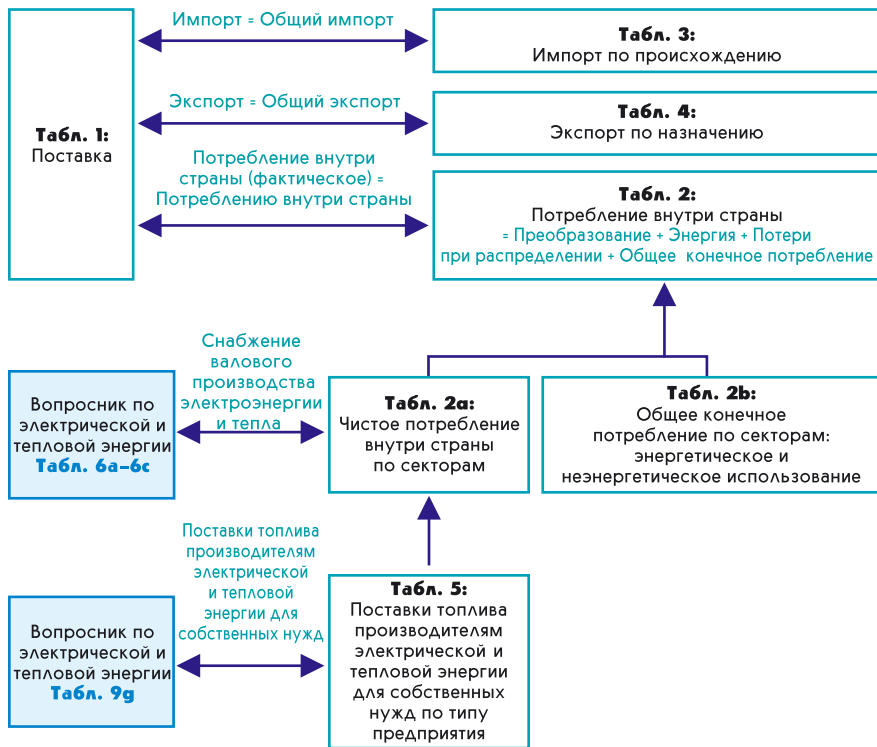 Импорт = Общий импорт
Табл. 3:
Импорт по происхождению
Экспорт = Общий экспорт
Табл. 4:
Экспорт по назначению
Табл. 1:
Поставка
Потребление внутри
страны (фактическое) =
Потреблению внутри страны
Табл. 2:
Потребление внутри страны
= Преобразование + Энергия + Потери
при распределении + Общее конечное потребление
Снабжение
валового
производства
электроэнергии
и тепла
Вопросник по
электрической и
тепловой энергии
Табл. 6a–6c
Табл. 2a:
Чистое потребление
внутри страны
по секторам
Табл. 2b:
Общее конечное
потребление по секторам:
энергетическое и
неэнергетическое использование
Поставки топлива
производителям
электрической
и тепловой
энергии для
собственных нужд
Вопросник по
электрической и
тепловой энергии
Табл. 9g
Табл. 5:
Поставки топлива
производителям
электрической и
тепловой энергии
для собственных
нужд по типу
предприятия